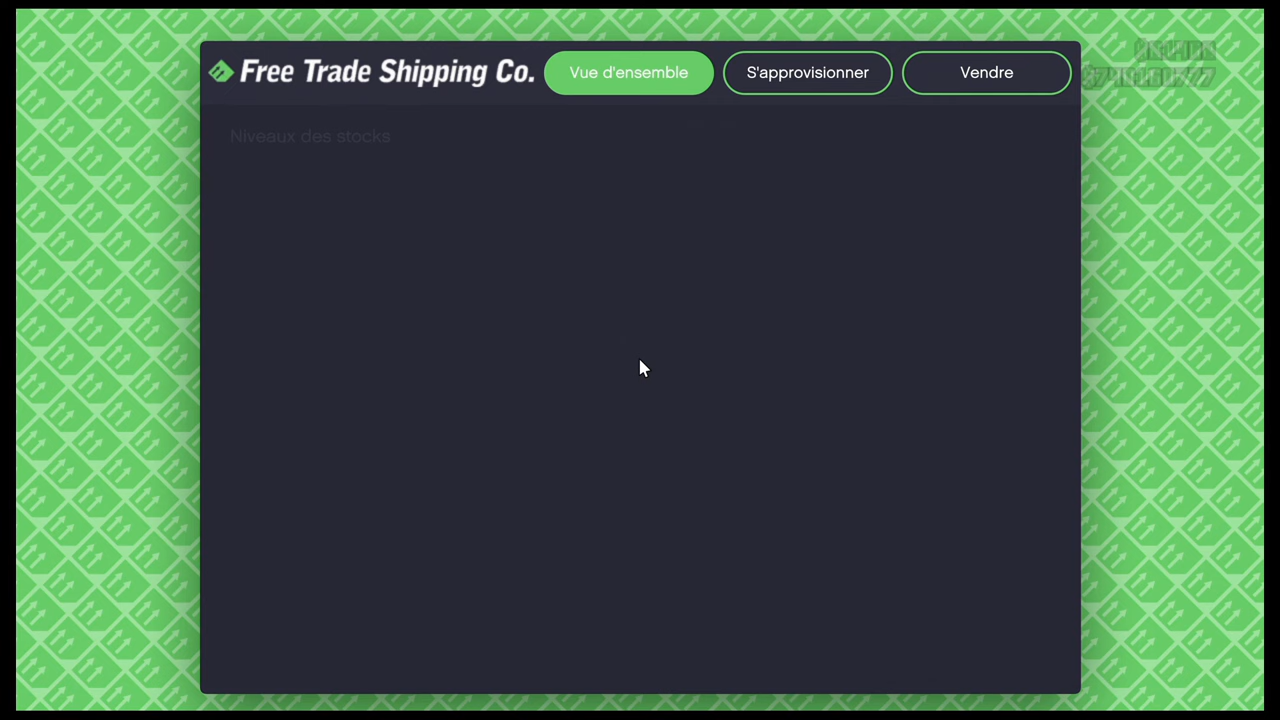 Free Trade Shipping Co.
Vue d'ensemble
S'approvisionner
Vendre
Niveaux des stocks